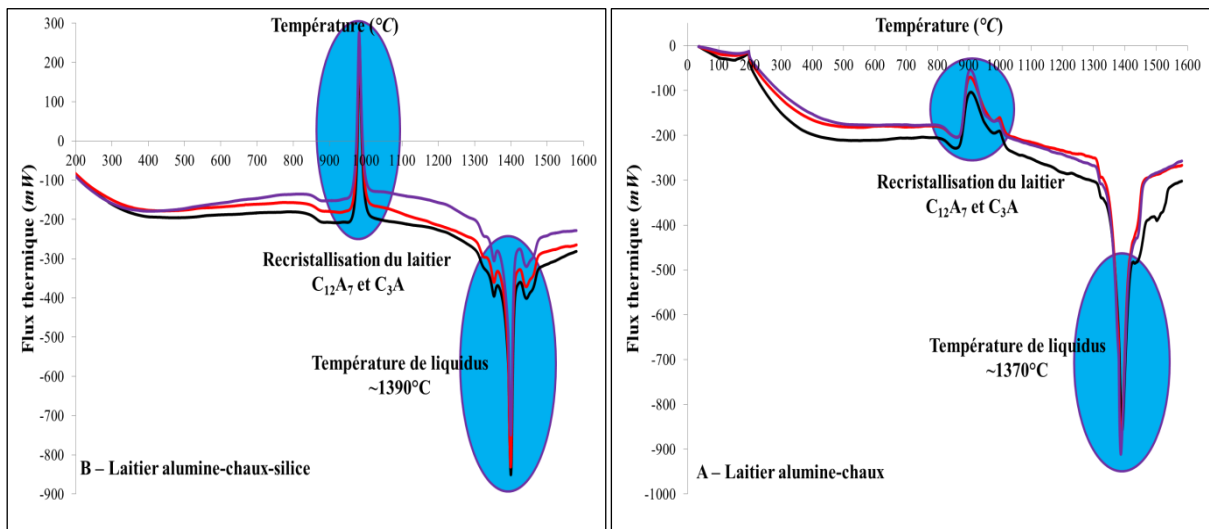 Température (°C)
300
200
100
0
-100
-200
-300
-400
-500
-600
-700
-800
-900
200 300 400 500 600 700 800 900 1000 1100 1200 1300 1400 1500 1600
Flux thermique (mW)
Recristallisation du laitier
C₁₂A₇ et C₃A
Température de liquidus
~1390°C
B – Laitier alumine-chaux-silice
Température (°C)
0
-100
-200
-300
-400
-500
-600
-700
-800
-900
-1000
0 100 200 300 400 500 600 700 800 900 1000 1100 1200 1300 1400 1500 1600
Flux thermique (mW)
Recristallisation du laitier
C₁₂A₇ et C₃A
Température de liquidus
~1370°C
A – Laitier alumine-chaux